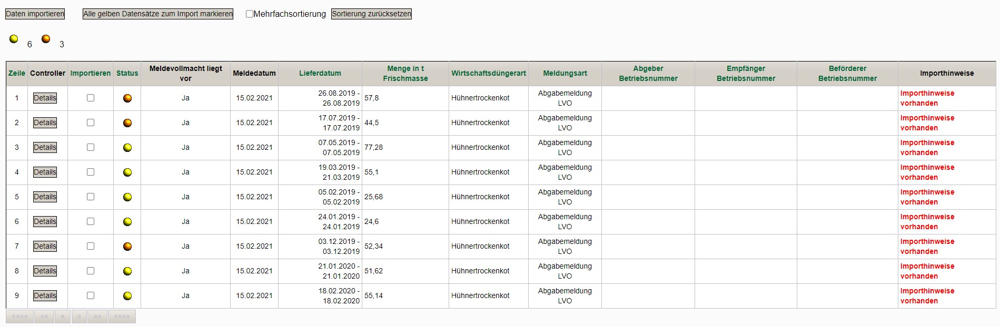 Daten importieren Alle gelben Datensätze zum Import markieren Mehrfachsortierung Sortierung zurücksetzen
6 3
Zeile Controller Importieren Status Meldevollmacht liegt vor Meldedatum Lieferdatum Menge in t Frischmasse Wirtschaftsdüngerart Meldungsart Abgeber Betriebsnummer Empfänger Betriebsnummer Beförderer Betriebsnummer Importhinweise
1 Details Ja 15.02.2021 26.08.2019 - 26.08.2019 57,8 Hühnertrockenkot Abgabemeldung LVO Importhinweise vorhanden
2 Details Ja 15.02.2021 17.07.2019 - 17.07.2019 44,5 Hühnertrockenkot Abgabemeldung LVO Importhinweise vorhanden
3 Details Ja 15.02.2021 07.05.2019 - 07.05.2019 77,28 Hühnertrockenkot Abgabemeldung LVO Importhinweise vorhanden
4 Details Ja 15.02.2021 19.03.2019 - 21.03.2019 55,1 Hühnertrockenkot Abgabemeldung LVO Importhinweise vorhanden
5 Details Ja 15.02.2021 05.02.2019 - 05.02.2019 25,68 Hühnertrockenkot Abgabemeldung LVO Importhinweise vorhanden
6 Details Ja 15.02.2021 24.01.2019 - 24.01.2019 24,6 Hühnertrockenkot Abgabemeldung LVO Importhinweise vorhanden
7 Details Ja 15.02.2021 03.12.2019 - 03.12.2019 52,34 Hühnertrockenkot Abgabemeldung LVO Importhinweise vorhanden
8 Details Ja 15.02.2021 21.01.2020 - 21.01.2020 51,62 Hühnertrockenkot Abgabemeldung LVO Importhinweise vorhanden
9 Details Ja 15.02.2021 18.02.2020 - 18.02.2020 55,14 Hühnertrockenkot Abgabemeldung LVO Importhinweise vorhanden
«««« «« « » »» »»»»